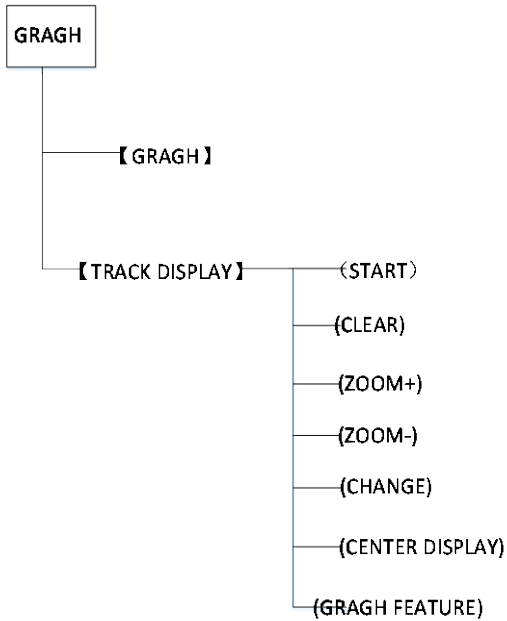 GRAGH
【GRAGH】
【TRACK DISPLAY】
（START）
(CLEAR)
(ZOOM+)
(ZOOM-)
(CHANGE)
(CENTER DISPLAY)
(GRAGH FEATURE)